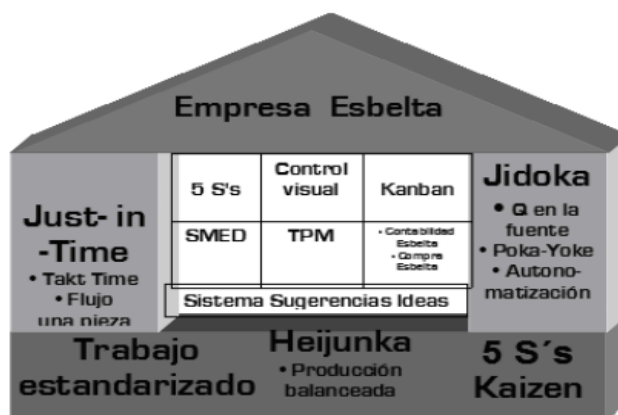 Empresa Esbelta
Just- in
-Time
• Takt Time
• Flujo
una pieza
5 S's
Control
visual
Kanban
SMED
TPM
• Contabilidad
Esbelta
• Compra
Esbelta
Sistema Sugerencias Ideas
Jidoka
• Q en la
fuente
• Poka-Yoke
• Autono-
matización
Trabajo
estandarizado
Heijunka
• Producción
balanceada
5 S´s
Kaizen